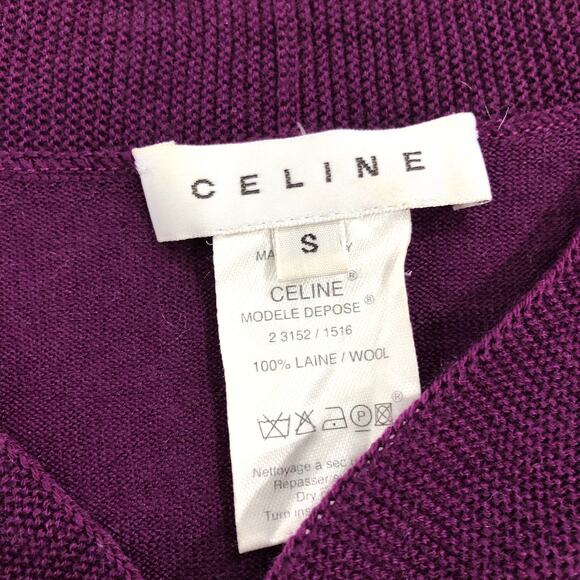 CELINE
S
CELINE®
MODELE DEPOSE®
2 3152 / 1516
100% LAINE / WOOL
P
®
Nettoyage à sec
Repasser
Dry
Turn